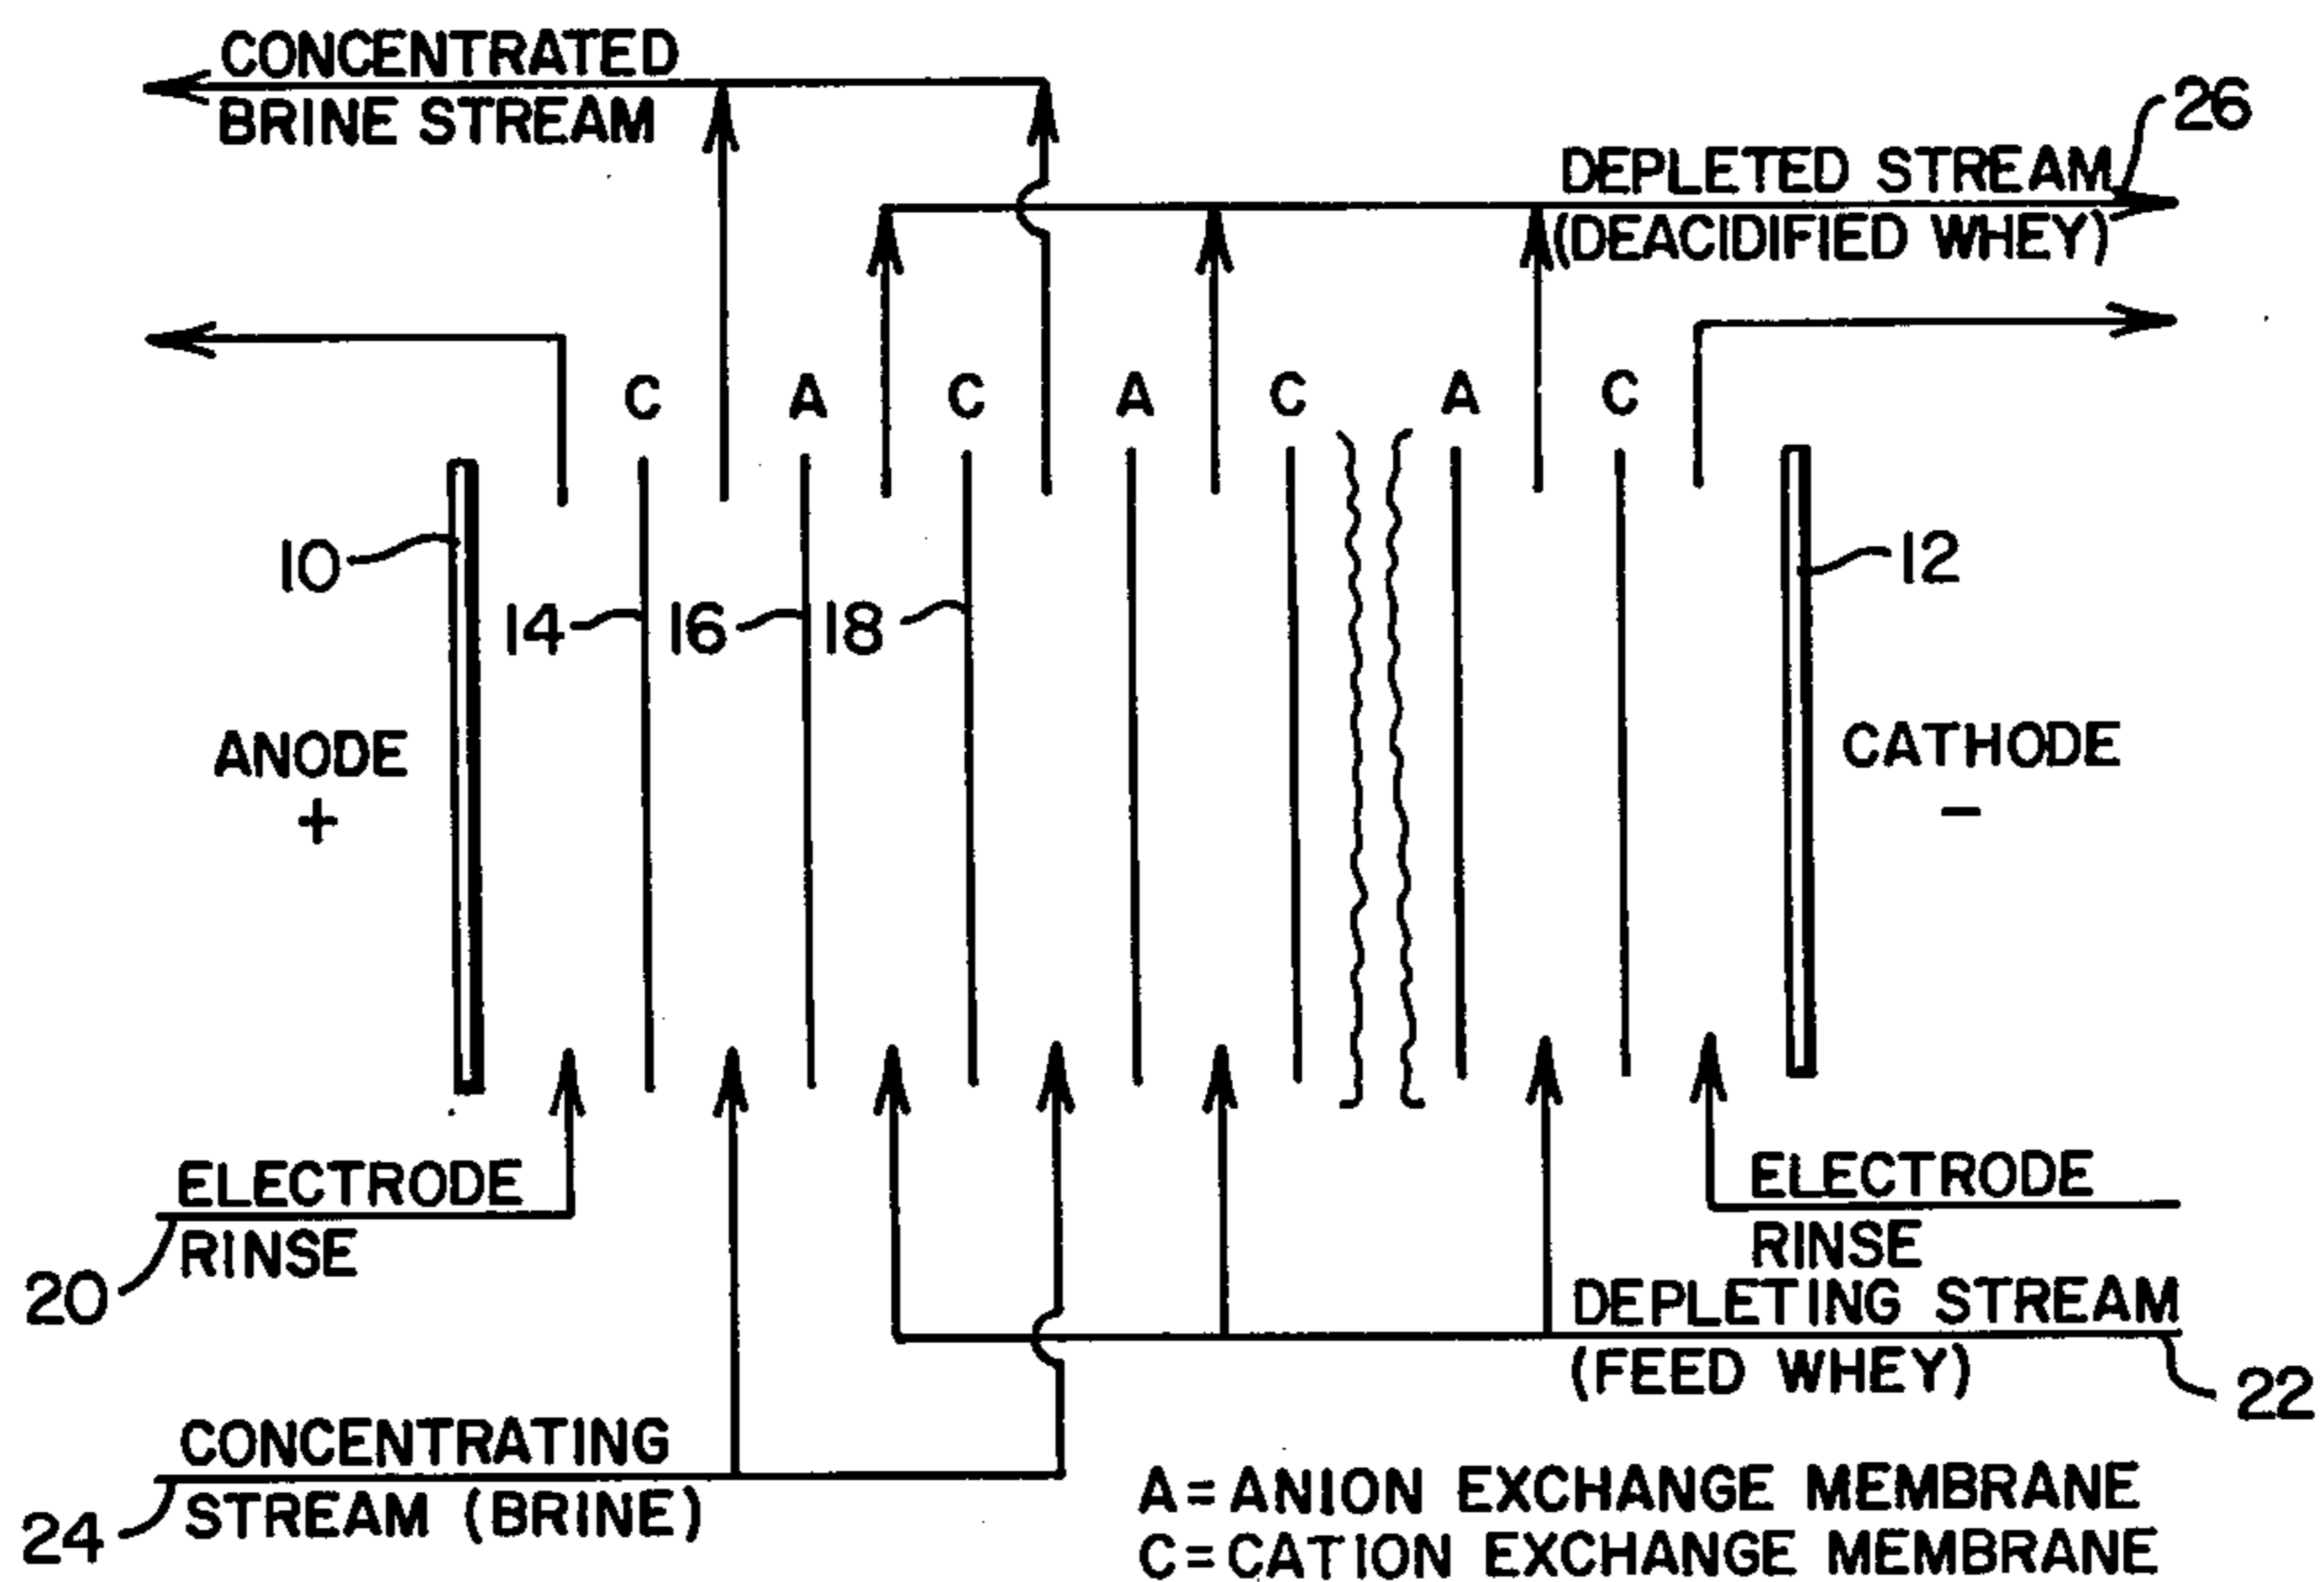 CONCENTRATED
BRINE STREAM
26
DEPLETED STREAM
(DEACIDIFIED WHEY)
C A C A C A C
10
12
14 16 18
ANODE
+
CATHODE
−
ELECTRODE
RINSE
20
ELECTRODE
RINSE
DEPLETING STREAM
(FEED WHEY)
22
CONCENTRATING
STREAM (BRINE)
24
A = ANION EXCHANGE MEMBRANE
C = CATION EXCHANGE MEMBRANE